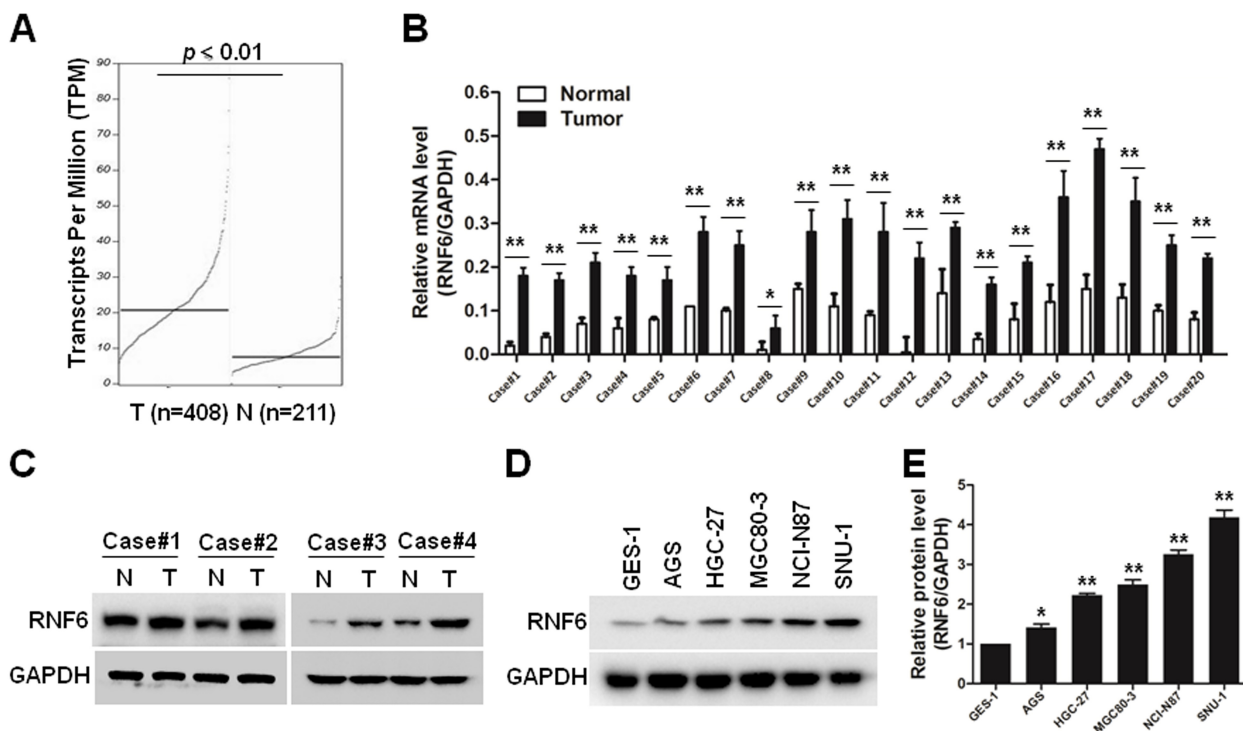 A
p < 0.01
Transcripts Per Million (TPM)
90
80
70
60
50
40
30
20
10
0
T (n=408) N (n=211)
B
Relative mRNA level
(RNF6/GAPDH)
0.6
0.5
0.4
0.3
0.2
0.1
0.0
Normal
Tumor
** ** ** ** ** ** ** * ** ** ** ** ** ** ** ** ** ** ** **
Case#1 Case#2 Case#3 Case#4 Case#5 Case#6 Case#7 Case#8 Case#9 Case#10 Case#11 Case#12 Case#13 Case#14 Case#15 Case#16 Case#17 Case#18 Case#19 Case#20
C
Case#1 Case#2 Case#3 Case#4
N T N T N T N T
RNF6
GAPDH
D
GES-1 AGS HGC-27 MGC80-3 NCI-N87 SNU-1
RNF6
GAPDH
E
Relative protein level
(RNF6/GAPDH)
5
4
3
2
1
0
* ** ** ** **
GES-1 AGS HGC-27 MGC80-3 NCI-N87 SNU-1